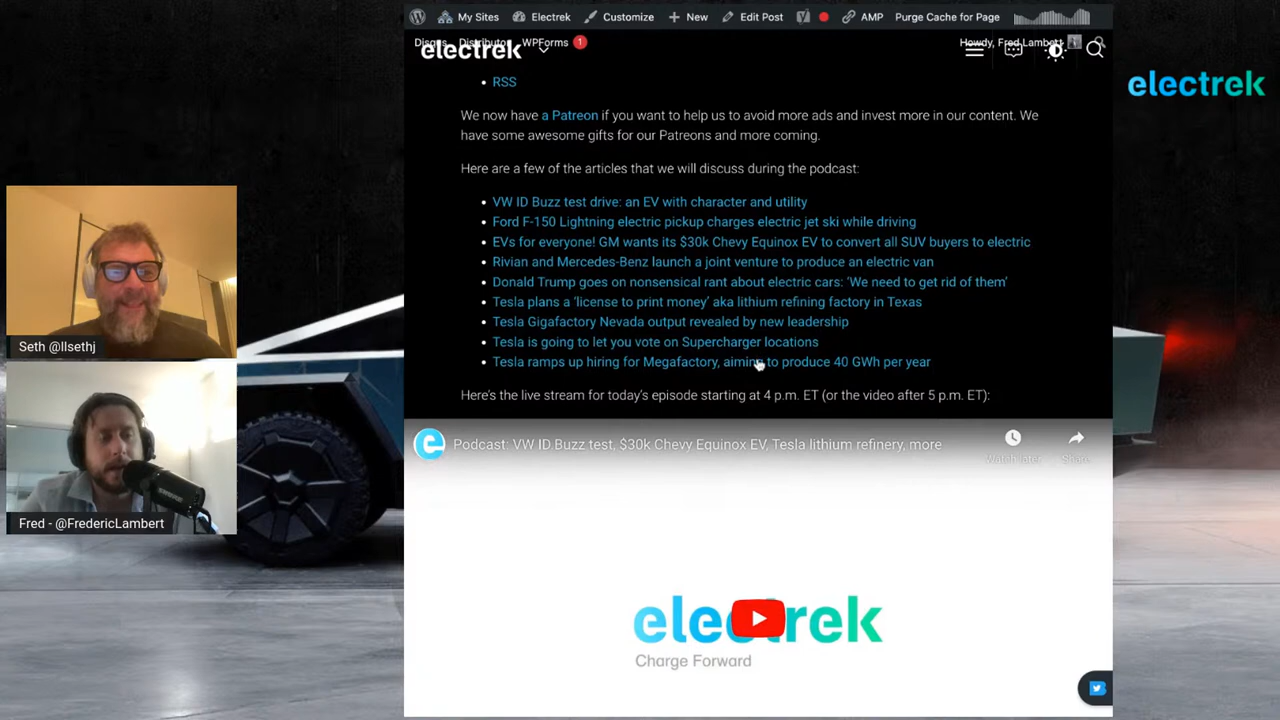 My Sites
Electrek
Customize
New
Edit Post
AMP
Purge Cache for Page
Disqus
Distributor
WPForms
1
Howdy, Fred Lambert
electrek
electrek
RSS
We now have a Patreon if you want to help us to avoid more ads and invest more in our content. We
have some awesome gifts for our Patreons and more coming.
Here are a few of the articles that we will discuss during the podcast:
VW ID Buzz test drive: an EV with character and utility
Ford F-150 Lightning electric pickup charges electric jet ski while driving
EVs for everyone! GM wants its $30k Chevy Equinox EV to convert all SUV buyers to electric
Rivian and Mercedes-Benz launch a joint venture to produce an electric van
Donald Trump goes on nonsensical rant about electric cars: ‘We need to get rid of them’
Tesla plans a ‘license to print money’ aka lithium refining factory in Texas
Tesla Gigafactory Nevada output revealed by new leadership
Tesla is going to let you vote on Supercharger locations
Tesla ramps up hiring for Megafactory, aiming to produce 40 GWh per year
Here’s the live stream for today’s episode starting at 4 p.m. ET (or the video after 5 p.m. ET):
Seth @llsethj
Fred - @FredericLambert
e
Podcast: VW ID.Buzz test, $30k Chevy Equinox EV, Tesla lithium refinery, more
Watch later
Share
electrek
Charge Forward